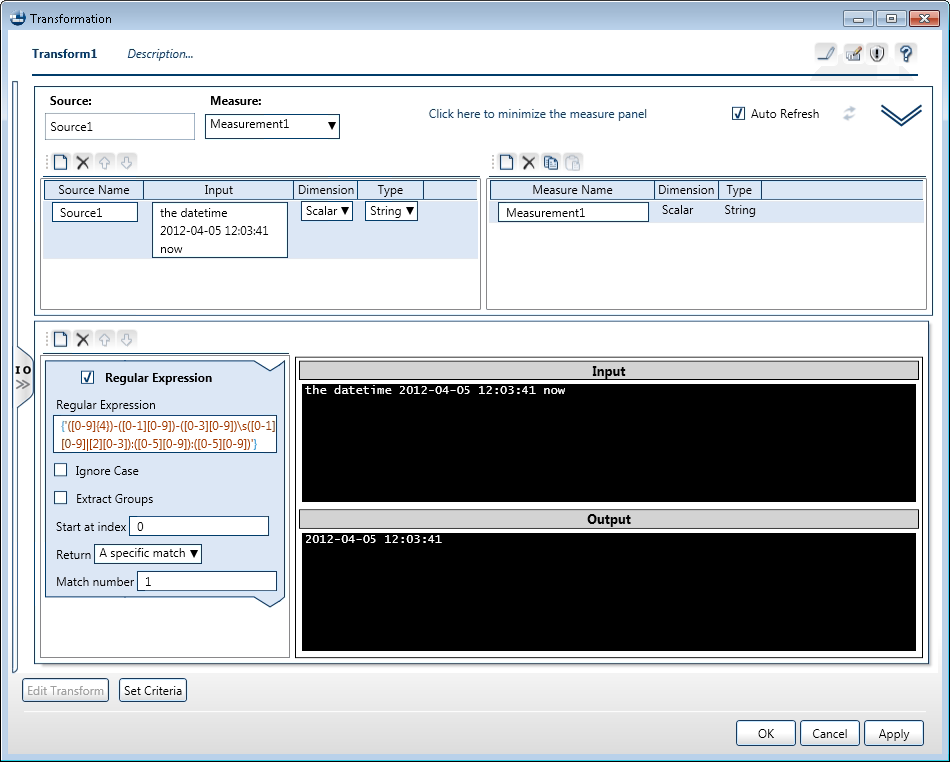 Transformation
Transform1 Description...
Source: Measure:
Source1 Measurement1 Click here to minimize the measure panel Auto Refresh
Source Name Input Dimension Type Measure Name Dimension Type
Source1 the datetime Scalar String Measurement1 Scalar String
2012-04-05 12:03:41
now
IO
Regular Expression
Regular Expression
{'([0-9]{4})-([0-1][0-9])-([0-3][0-9])\s([0-1]
[0-9]|[2][0-3]):([0-5][0-9]):([0-5][0-9])'}
Ignore Case
Extract Groups
Start at index 0
Return A specific match
Match number 1
Input
the datetime 2012-04-05 12:03:41 now
Output
2012-04-05 12:03:41
Edit Transform Set Criteria
OK Cancel Apply